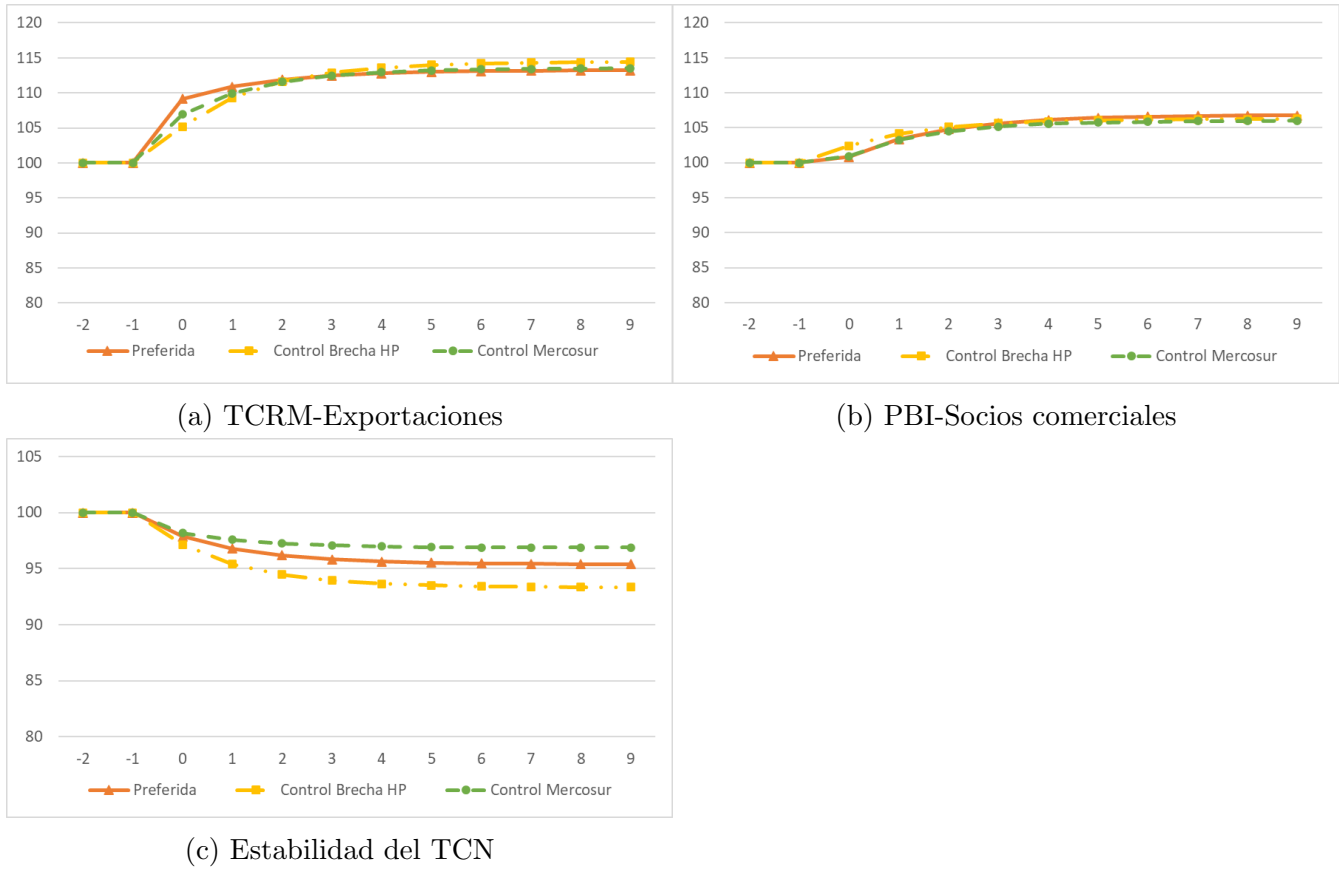 120
115
110
105
100
95
90
85
80
-2 -1 0 1 2 3 4 5 6 7 8 9
Preferida Control Brecha HP Control Mercosur
(a) TCRM-Exportaciones
120
115
110
105
100
95
90
85
80
-2 -1 0 1 2 3 4 5 6 7 8 9
Preferida Control Brecha HP Control Mercosur
(b) PBI-Socios comerciales
105
100
95
90
85
80
-2 -1 0 1 2 3 4 5 6 7 8 9
Preferida Control Brecha HP Control Mercosur
(c) Estabilidad del TCN